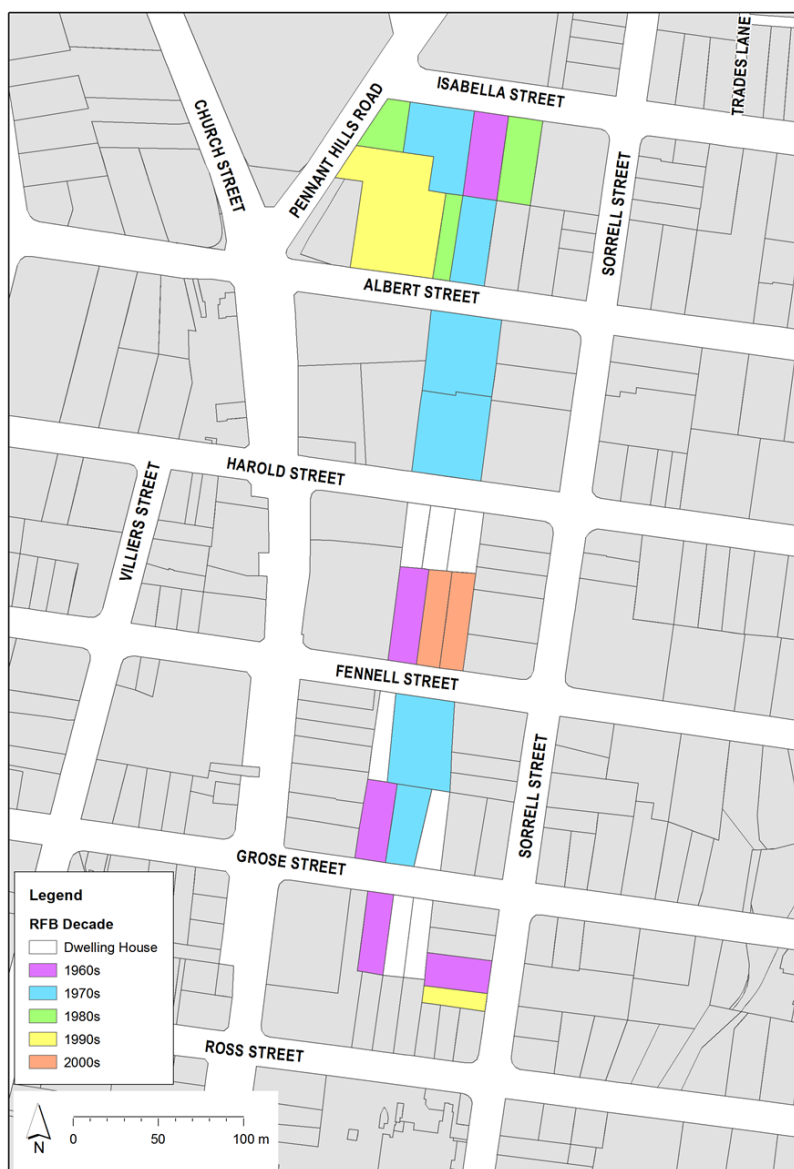 TRADES LANE
ISABELLA STREET
CHURCH STREET
PENNANT HILLS ROAD
SORRELL STREET
ALBERT STREET
HAROLD STREET
VILLIERS STREET
FENNELL STREET
SORRELL STREET
GROSE STREET
Legend
RFB Decade
Dwelling House
1960s
1970s
1980s
1990s
2000s
ROSS STREET
N
0 50 100 m